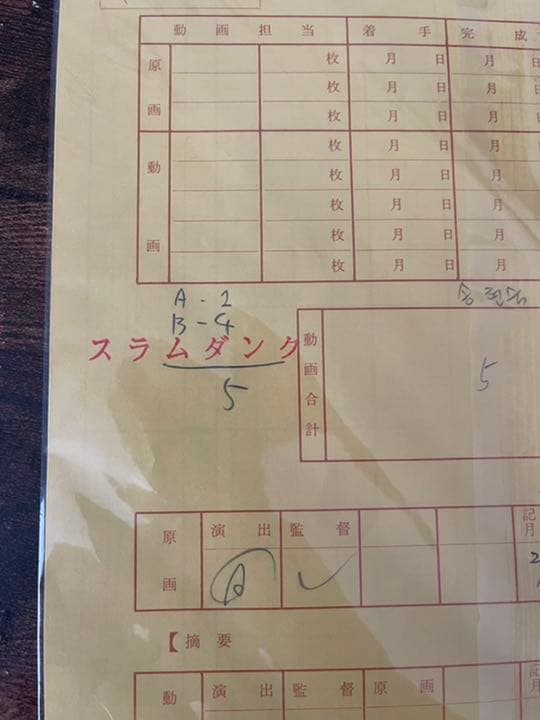 動画担当 着手 完成
原画 枚 月 日 月 日
枚 月 日 月 日
枚 月 日 月 日
動画 枚 月 日 月 日
枚 月 日 月
枚 月 日 月
枚 月 日 月
枚 月 日 月
A - 2
B - 4
スラムダンク
5
動画合計 5
原画 演出 監督 記
月
2
【摘要
動 演出 監督 原画 記